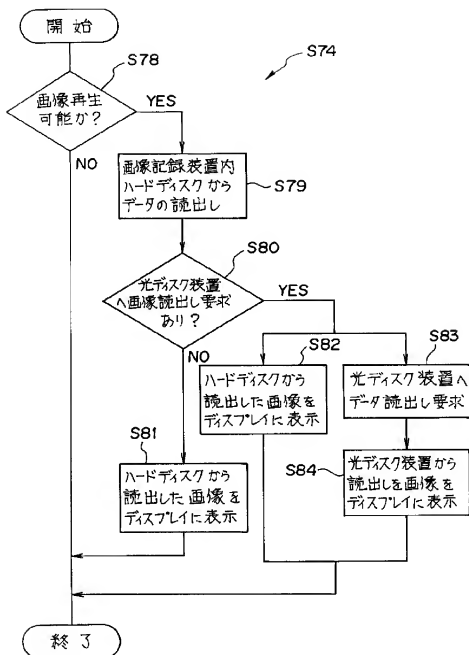 開始
S78
S74
画像再生
可能か?
YES
NO
画像記録装置内
ハードディスクから
データの読出し
S79
S80
光ディスク装置
へ画像読出し要求
あり?
YES
NO
S82
S83
ハードディスクから
読出した画像を
ディスプレイに表示
光ディスク装置へ
データ読出し要求
S81
ハードディスクから
読出した画像を
ディスプレイに表示
S84
光ディスク装置から
読出しを画像を
ディスプレイに表示
終了